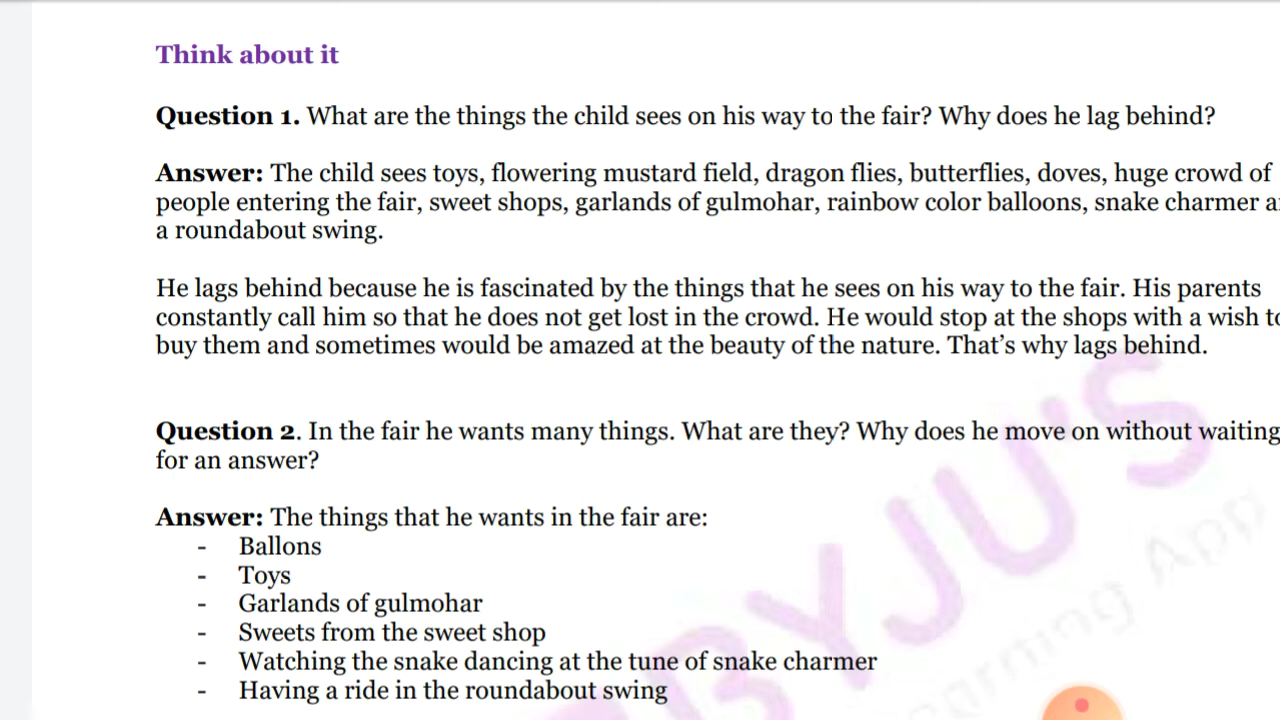 Think about it
Question 1. What are the things the child sees on his way to the fair? Why does he lag behind?
Answer: The child sees toys, flowering mustard field, dragon flies, butterflies, doves, huge crowd of
people entering the fair, sweet shops, garlands of gulmohar, rainbow color balloons, snake charmer
a roundabout swing.
He lags behind because he is fascinated by the things that he sees on his way to the fair. His parents
constantly call him so that he does not get lost in the crowd. He would stop at the shops with a wish
buy them and sometimes would be amazed at the beauty of the nature. That's why lags behind.
Question 2. In the fair he wants many things. What are they? Why does he move on without waiting
for an answer?
Answer: The things that he wants in the fair are:
- Ballons
- Toys
- Garlands of gulmohar
- Sweets from the sweet shop
- Watching the snake dancing at the tune of snake charmer
- Having a ride in the roundabout swing
BYJU'S
App